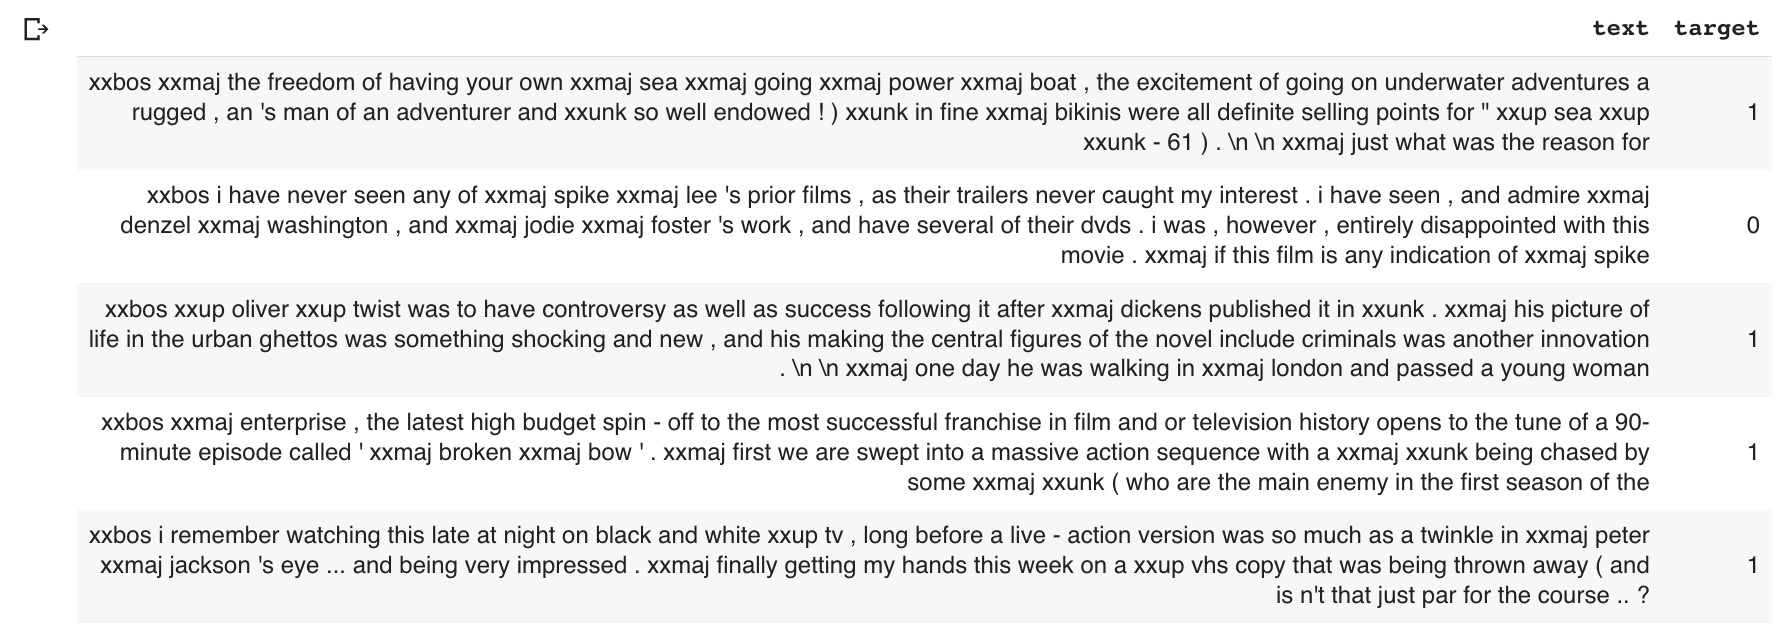 text target
xxbos xxmaj the freedom of having your own xxmaj sea xxmaj going xxmaj power xxmaj boat , the excitement of going on underwater adventures a
rugged , an 's man of an adventurer and xxunk so well endowed ! ) xxunk in fine xxmaj bikinis were all definite selling points for " xxup sea xxup 1
xxunk - 61 ) . \n \n xxmaj just what was the reason for
xxbos i have never seen any of xxmaj spike xxmaj lee 's prior films , as their trailers never caught my interest . i have seen , and admire xxmaj
denzel xxmaj washington , and xxmaj jodie xxmaj foster 's work , and have several of their dvds . i was , however , entirely disappointed with this 0
movie . xxmaj if this film is any indication of xxmaj spike
xxbos xxup oliver xxup twist was to have controversy as well as success following it after xxmaj dickens published it in xxunk . xxmaj his picture of
life in the urban ghettos was something shocking and new , and his making the central figures of the novel include criminals was another innovation 1
. \n \n xxmaj one day he was walking in xxmaj london and passed a young woman
xxbos xxmaj enterprise , the latest high budget spin - off to the most successful franchise in film and or television history opens to the tune of a 90-
minute episode called ' xxmaj broken xxmaj bow ' . xxmaj first we are swept into a massive action sequence with a xxmaj xxunk being chased by 1
some xxmaj xxunk ( who are the main enemy in the first season of the
xxbos i remember watching this late at night on black and white xxup tv , long before a live - action version was so much as a twinkle in xxmaj peter
xxmaj jackson 's eye ... and being very impressed . xxmaj finally getting my hands this week on a xxup vhs copy that was being thrown away ( and 1
is n't that just par for the course .. ?